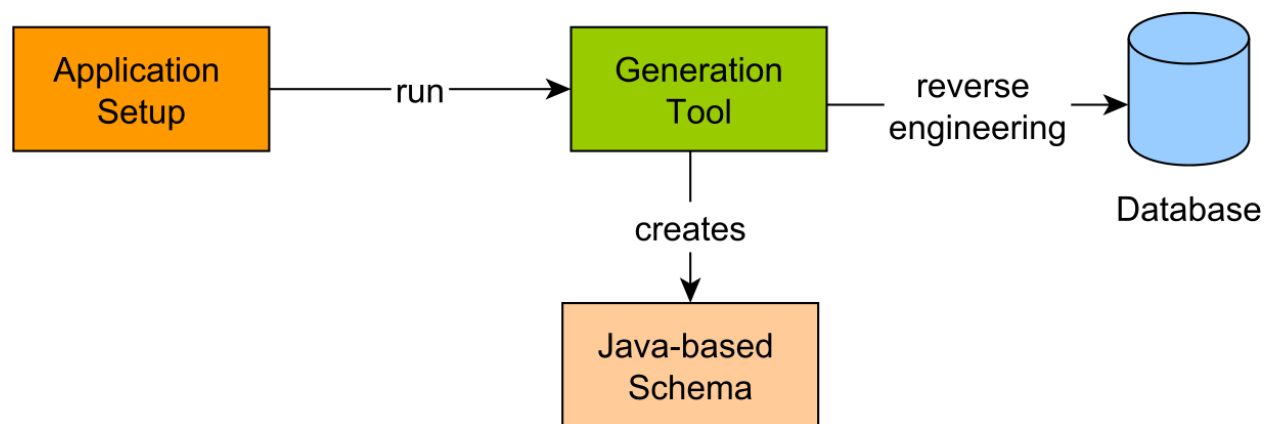 Application
Setup
run
Generation
Tool
reverse
engineering
Database
creates
Java-based
Schema